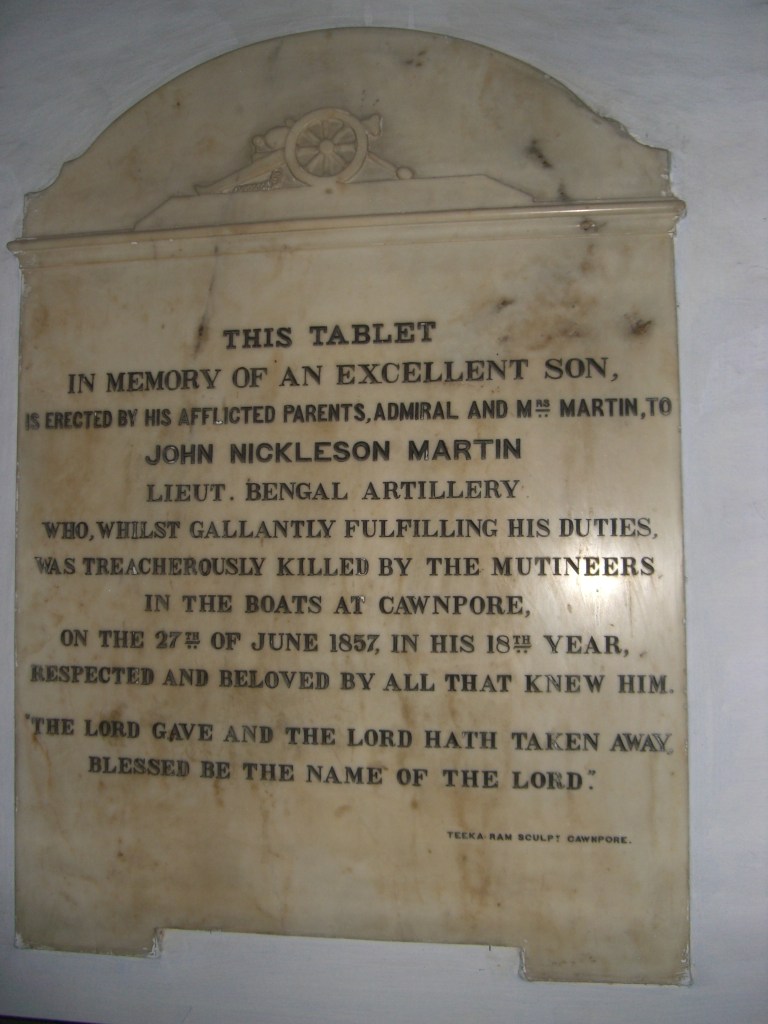 THIS TABLET
IN MEMORY OF AN EXCELLENT SON,
IS ERECTED BY HIS AFFLICTED PARENTS, ADMIRAL AND MRS MARTIN, TO
JOHN NICKLESON MARTIN
LIEUT. BENGAL ARTILLERY
WHO, WHILST GALLANTLY FULFILLING HIS DUTIES,
WAS TREACHEROUSLY KILLED BY THE MUTINEERS
IN THE BOATS AT CAWNPORE,
ON THE 27TH OF JUNE 1857, IN HIS 18TH YEAR,
RESPECTED AND BELOVED BY ALL THAT KNEW HIM.
"THE LORD GAVE AND THE LORD HATH TAKEN AWAY,
BLESSED BE THE NAME OF THE LORD."
TEEKA RAM SCULPT CAWNPORE.